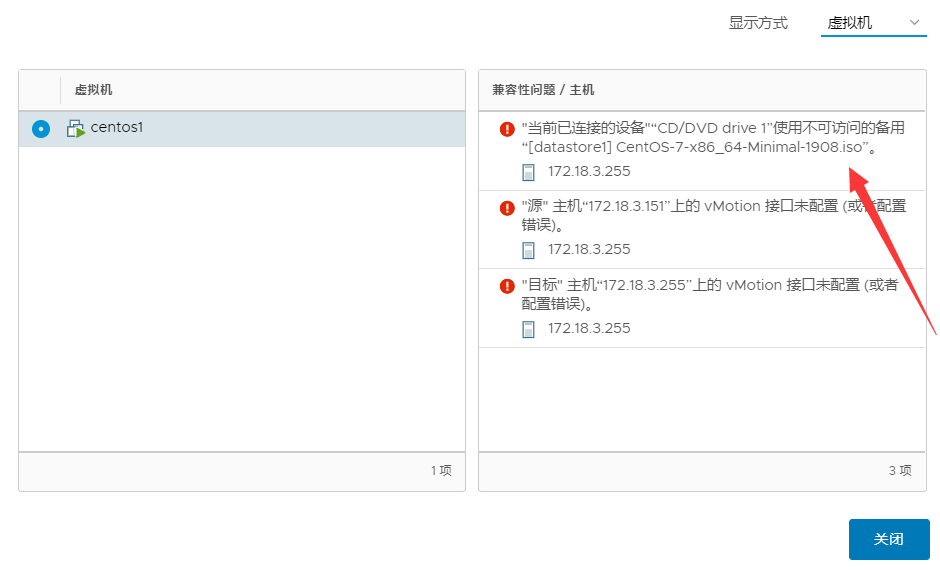 显示方式 虚拟机
虚拟机
centos1
1 项
兼容性问题 / 主机
"当前已连接的设备"“CD/DVD drive 1”使用不可访问的备用
“[datastore1] CentOS-7-x86_64-Minimal-1908.iso”。
172.18.3.255
"源" 主机“172.18.3.151”上的 vMotion 接口未配置 (或者配置
错误)。
172.18.3.255
"目标" 主机“172.18.3.255”上的 vMotion 接口未配置 (或者
配置错误)。
172.18.3.255
3 项
关闭